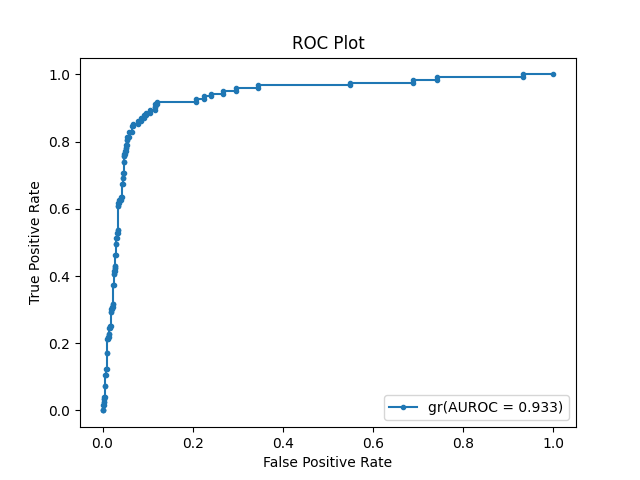 ROC Plot
1.0
0.8
0.6
0.4
0.2
0.0
True Positive Rate
gr(AUROC = 0.933)
0.0 0.2 0.4 0.6 0.8 1.0
False Positive Rate